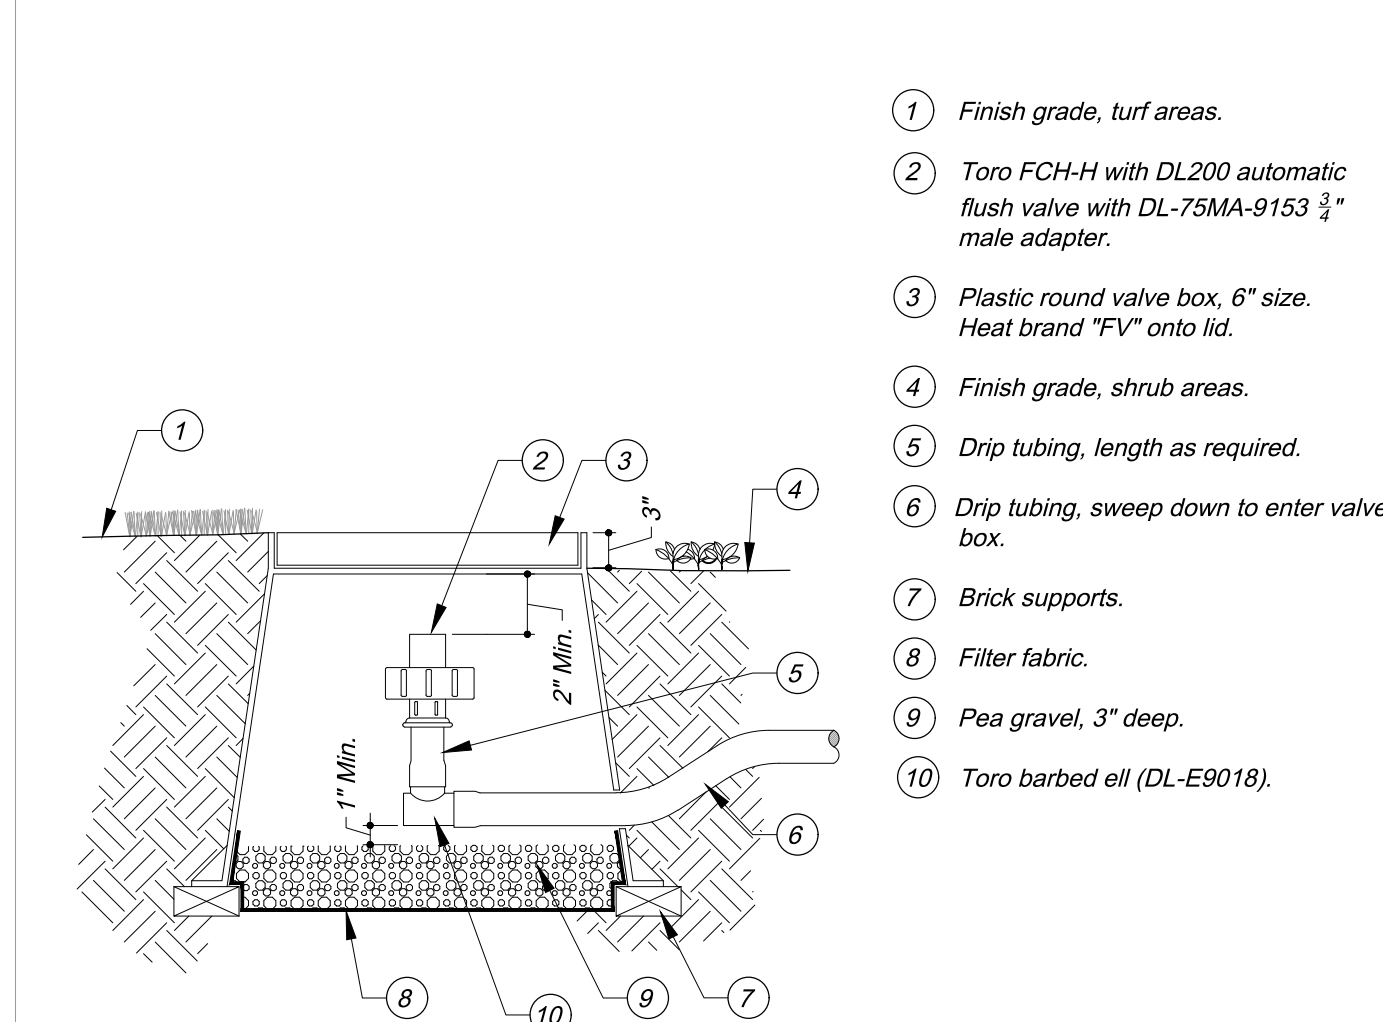 1 Finish grade, turf areas.
2 Toro FCH-H with DL200 automatic
flush valve with DL-75MA-9153 3/4"
male adapter.
3 Plastic round valve box, 6" size.
Heat brand "FV" onto lid.
4 Finish grade, shrub areas.
5 Drip tubing, length as required.
6 Drip tubing, sweep down to enter valve
box.
7 Brick supports.
8 Filter fabric.
9 Pea gravel, 3" deep.
10 Toro barbed ell (DL-E9018).
1
2
3
4
3"
2" Min.
5
1" Min.
6
8
10
9
7